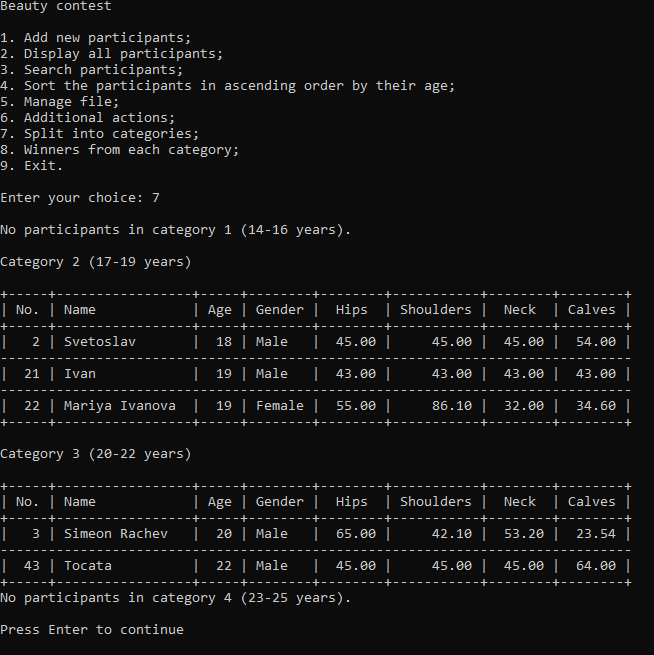 Beauty contest
1. Add new participants;
2. Display all participants;
3. Search participants;
4. Sort the participants in ascending order by their age;
5. Manage file;
6. Additional actions;
7. Split into categories;
8. Winners from each category;
9. Exit.
Enter your choice: 7
No participants in category 1 (14-16 years).
Category 2 (17-19 years)
+-----+-----------------+-----+--------+--------+-----------+--------+--------+
| No. | Name            | Age | Gender |  Hips  | Shoulders |  Neck  | Calves |
+-----+-----------------+-----+--------+--------+-----------+--------+--------+
|   2 | Svetoslav       |  18 | Male   |  45.00 |     45.00 |  45.00 |  54.00 |
-------------------------------------------------------------------------------
|  21 | Ivan            |  19 | Male   |  43.00 |     43.00 |  43.00 |  43.00 |
-------------------------------------------------------------------------------
|  22 | Mariya Ivanova  |  19 | Female |  55.00 |     86.10 |  32.00 |  34.60 |
+-----+-----------------+-----+--------+--------+-----------+--------+--------+
Category 3 (20-22 years)
+-----+-----------------+-----+--------+--------+-----------+--------+--------+
| No. | Name            | Age | Gender |  Hips  | Shoulders |  Neck  | Calves |
+-----+-----------------+-----+--------+--------+-----------+--------+--------+
|   3 | Simeon Rachev   |  20 | Male   |  65.00 |     42.10 |  53.20 |  23.54 |
-------------------------------------------------------------------------------
|  43 | Tocata          |  22 | Male   |  45.00 |     45.00 |  45.00 |  64.00 |
+-----+-----------------+-----+--------+--------+-----------+--------+--------+
No participants in category 4 (23-25 years).
Press Enter to continue